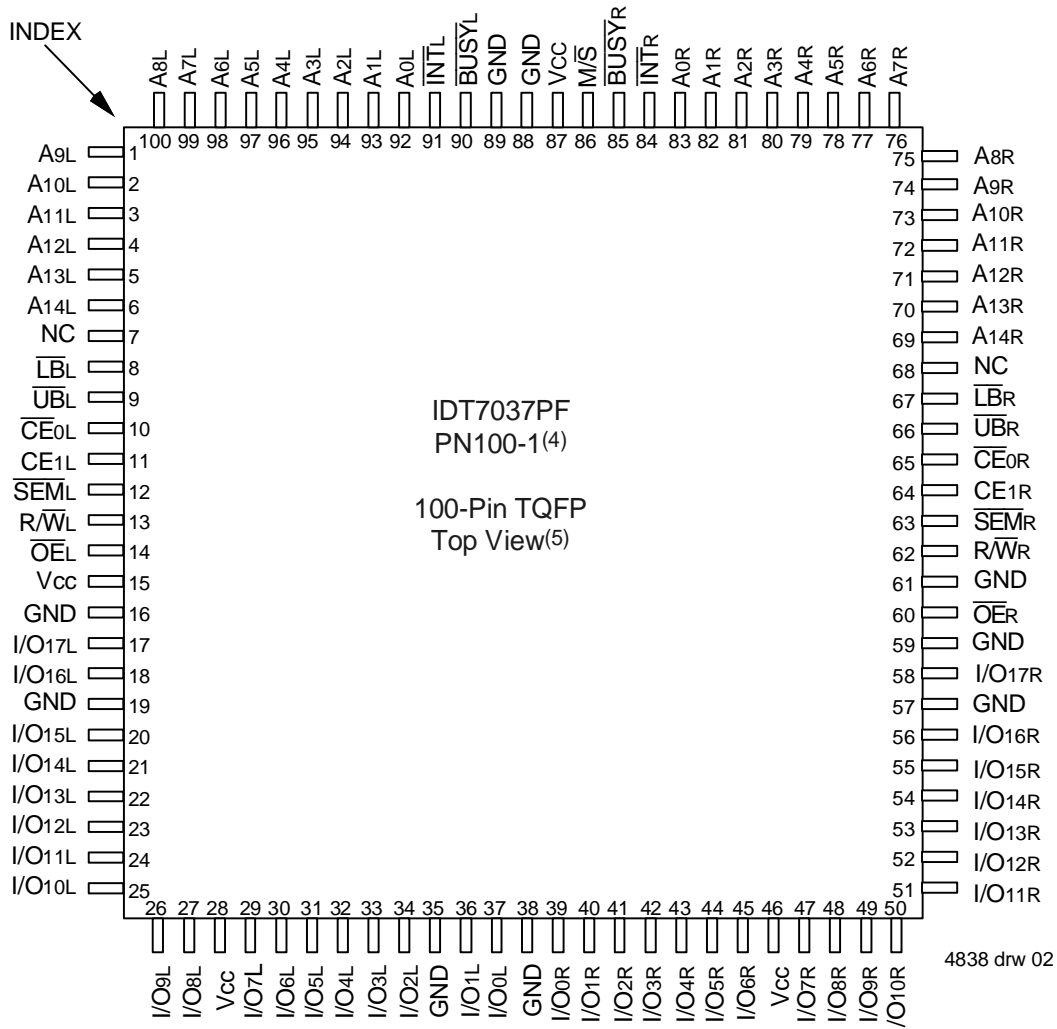 INDEX
A8L
A7L
A6L
A5L
A4L
A3L
A2L
A1L
A0L
INTL
BUSYL
GND
GND
Vcc
M/S
BUSYR
INTR
A0R
A1R
A2R
A3R
A4R
A5R
A6R
A7R
100 99 98 97 96 95 94 93 92 91 90 89 88 87 86 85 84 83 82 81 80 79 78 77 76
A9L 1
A10L 2
A11L 3
A12L 4
A13L 5
A14L 6
NC 7
LBL 8
UBL 9
CE0L 10
CE1L 11
SEML 12
R/WL 13
OEL 14
Vcc 15
GND 16
I/O17L 17
I/O16L 18
GND 19
I/O15L 20
I/O14L 21
I/O13L 22
I/O12L 23
I/O11L 24
I/O10L 25
IDT7037PF
PN100-1(4)
100-Pin TQFP
Top View(5)
75 A8R
74 A9R
73 A10R
72 A11R
71 A12R
70 A13R
69 A14R
68 NC
67 LBR
66 UBR
65 CE0R
64 CE1R
63 SEMR
62 R/WR
61 GND
60 OER
59 GND
58 I/O17R
57 GND
56 I/O16R
55 I/O15R
54 I/O14R
53 I/O13R
52 I/O12R
51 I/O11R
26 27 28 29 30 31 32 33 34 35 36 37 38 39 40 41 42 43 44 45 46 47 48 49 50
I/O9L
I/O8L
Vcc
I/O7L
I/O6L
I/O5L
I/O4L
I/O3L
I/O2L
GND
I/O1L
I/O0L
GND
I/O0R
I/O1R
I/O2R
I/O3R
I/O4R
I/O5R
I/O6R
Vcc
I/O7R
I/O8R
I/O9R
/O10R
4838 drw 02